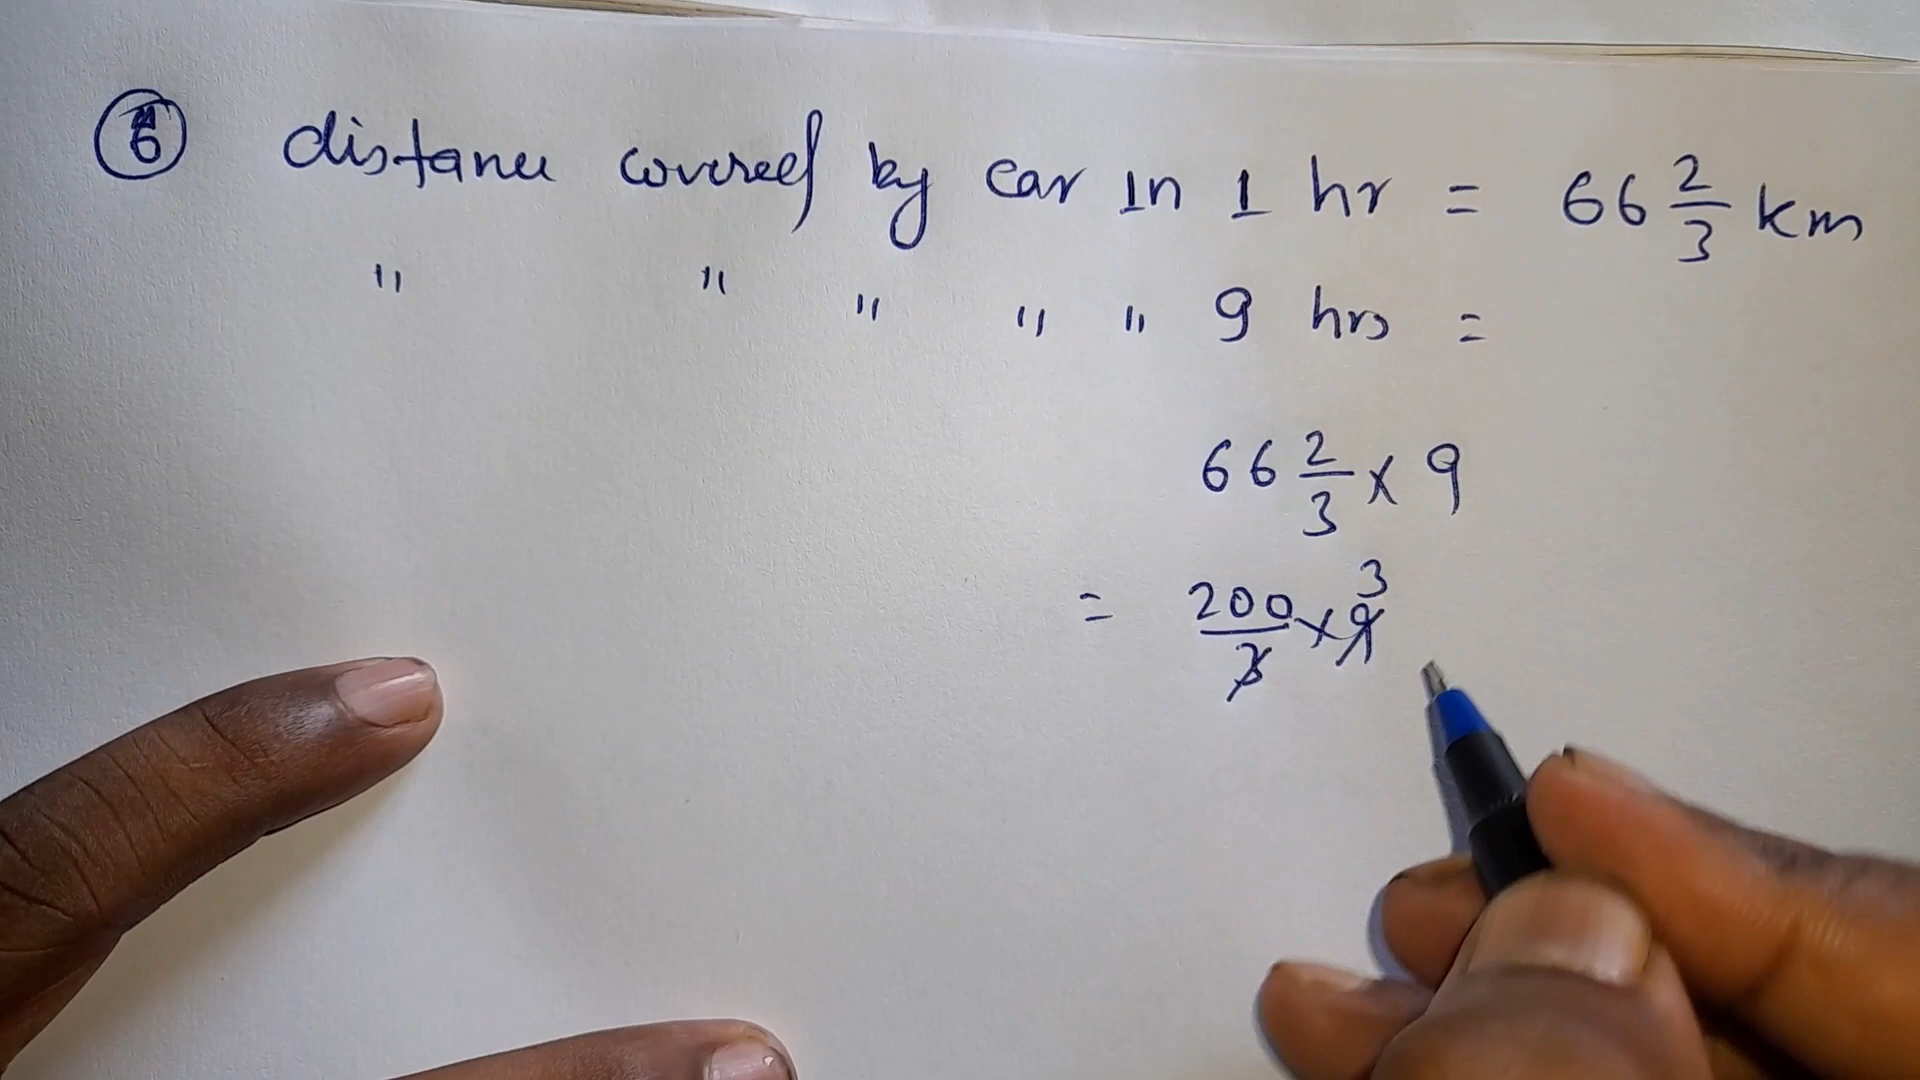 6 distance covered by car in 1 hr = 66 2/3 km
" " " " " 9 hrs =
66 2/3 x 9
= 200/3 x 9 3